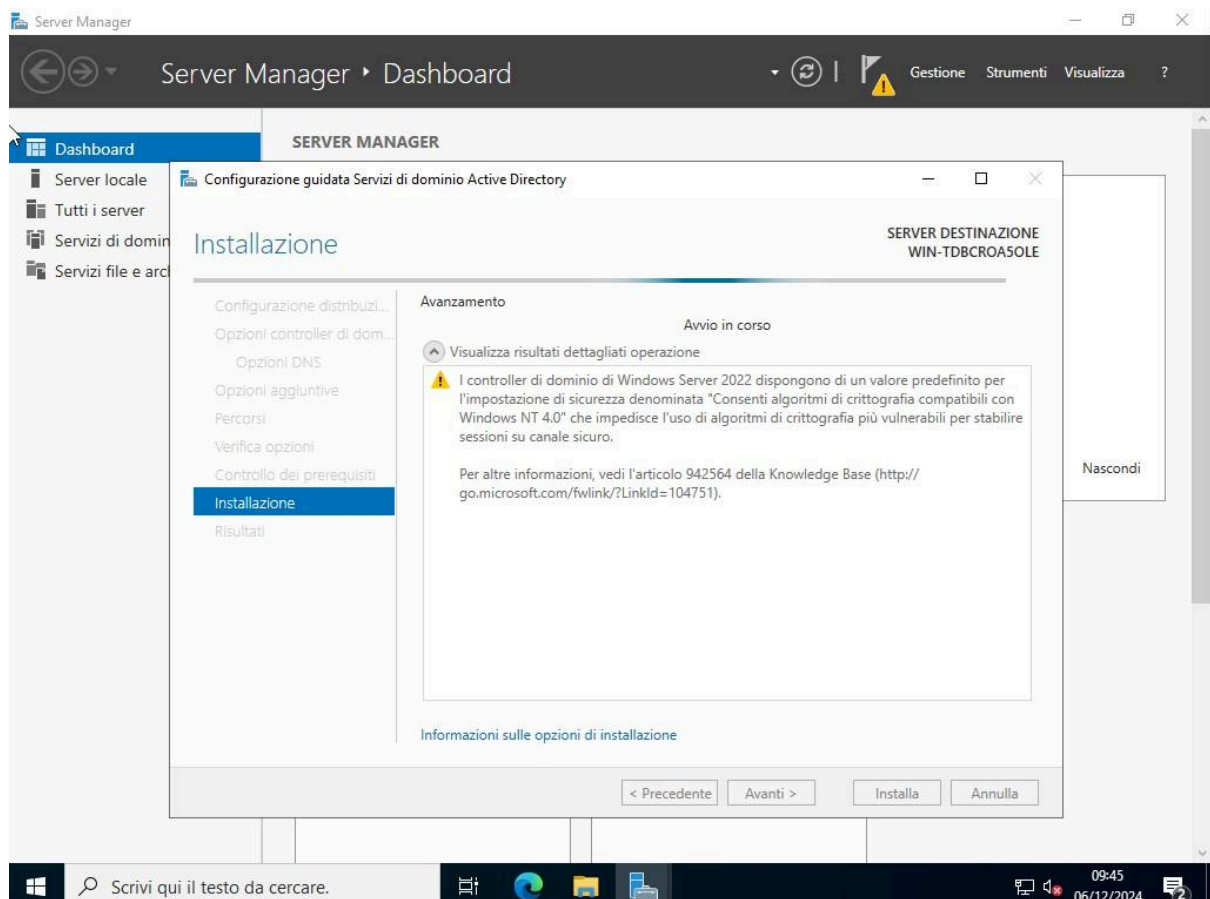 Server Manager
Server Manager Dashboard
Gestione Strumenti Visualizza ?
Dashboard
Server locale
Tutti i server
Servizi di domin
Servizi file e arc
SERVER MANAGER
Configurazione guidata Servizi di dominio Active Directory
Installazione
SERVER DESTINAZIONE
WIN-TDBCROA5OLE
Configurazione distribuzi...
Opzioni controller di dom...
Opzioni DNS
Opzioni aggiuntive
Percorsi
Verifica opzioni
Controllo dei prerequisiti
Installazione
Risultati
Avanzamento
Avvio in corso
Visualizza risultati dettagliati operazione
I controller di dominio di Windows Server 2022 dispongono di un valore predefinito per
l'impostazione di sicurezza denominata "Consenti algoritmi di crittografia compatibili con
Windows NT 4.0" che impedisce l'uso di algoritmi di crittografia più vulnerabili per stabilire
sessioni su canale sicuro.
Per altre informazioni, vedi l'articolo 942564 della Knowledge Base (http://
go.microsoft.com/fwlink/?LinkId=104751).
Informazioni sulle opzioni di installazione
< Precedente Avanti > Installa Annulla
Nascondi
Scrivi qui il testo da cercare.
09:45
06/12/2024
2